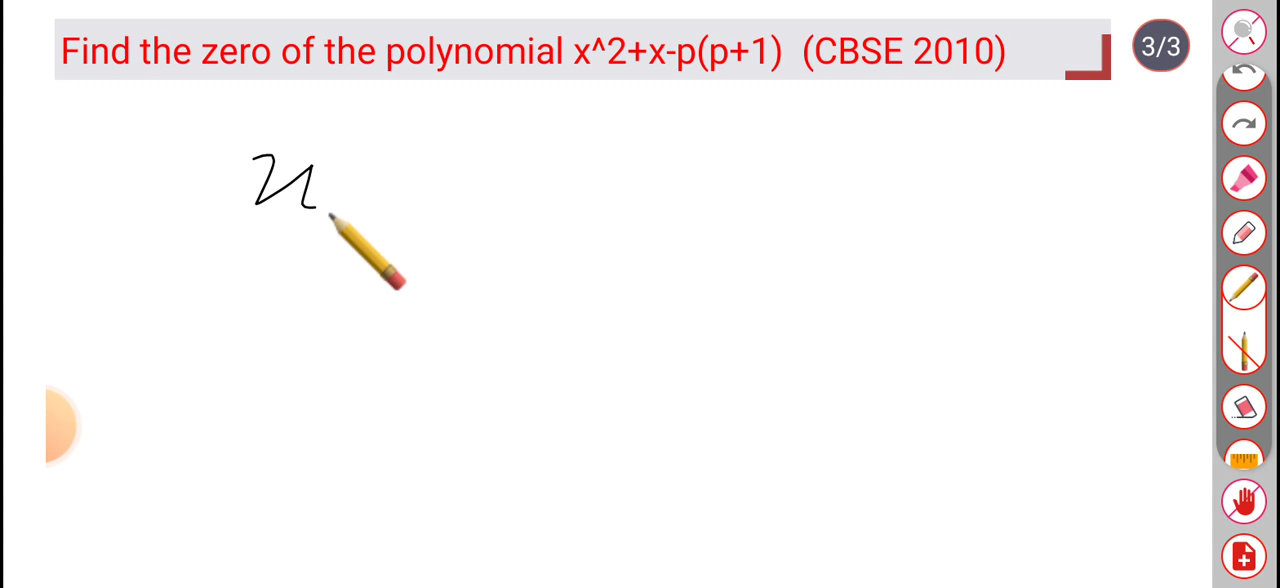 Find the zero of the polynomial x^2+x-p(p+1) (CBSE 2010)
3/3
x